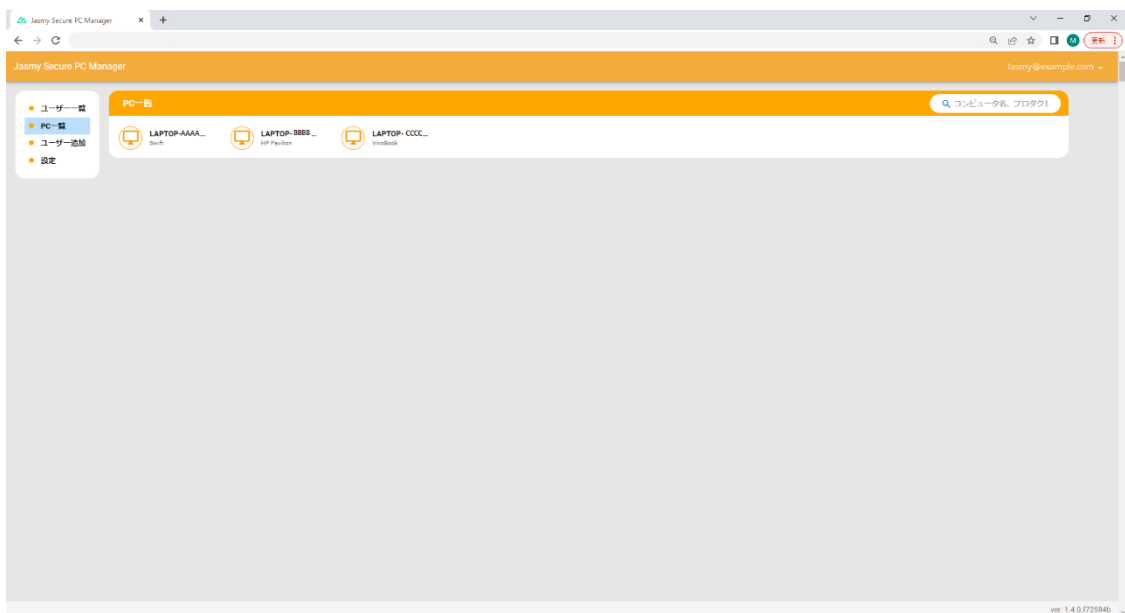 Jasmy Secure PC Manager
M
更新
Jasmy Secure PC Manager
Jasmy@example.com
ユーザー一覧
PC一覧
ユーザー追加
設定
PC一覧
コンピュータ名、プロダクト
LAPTOP-AAAA_
Swift
LAPTOP-BBBB_
HP Pavilion
LAPTOP-CCCC_
VivoBook
ver: 1.4.0.f72584b